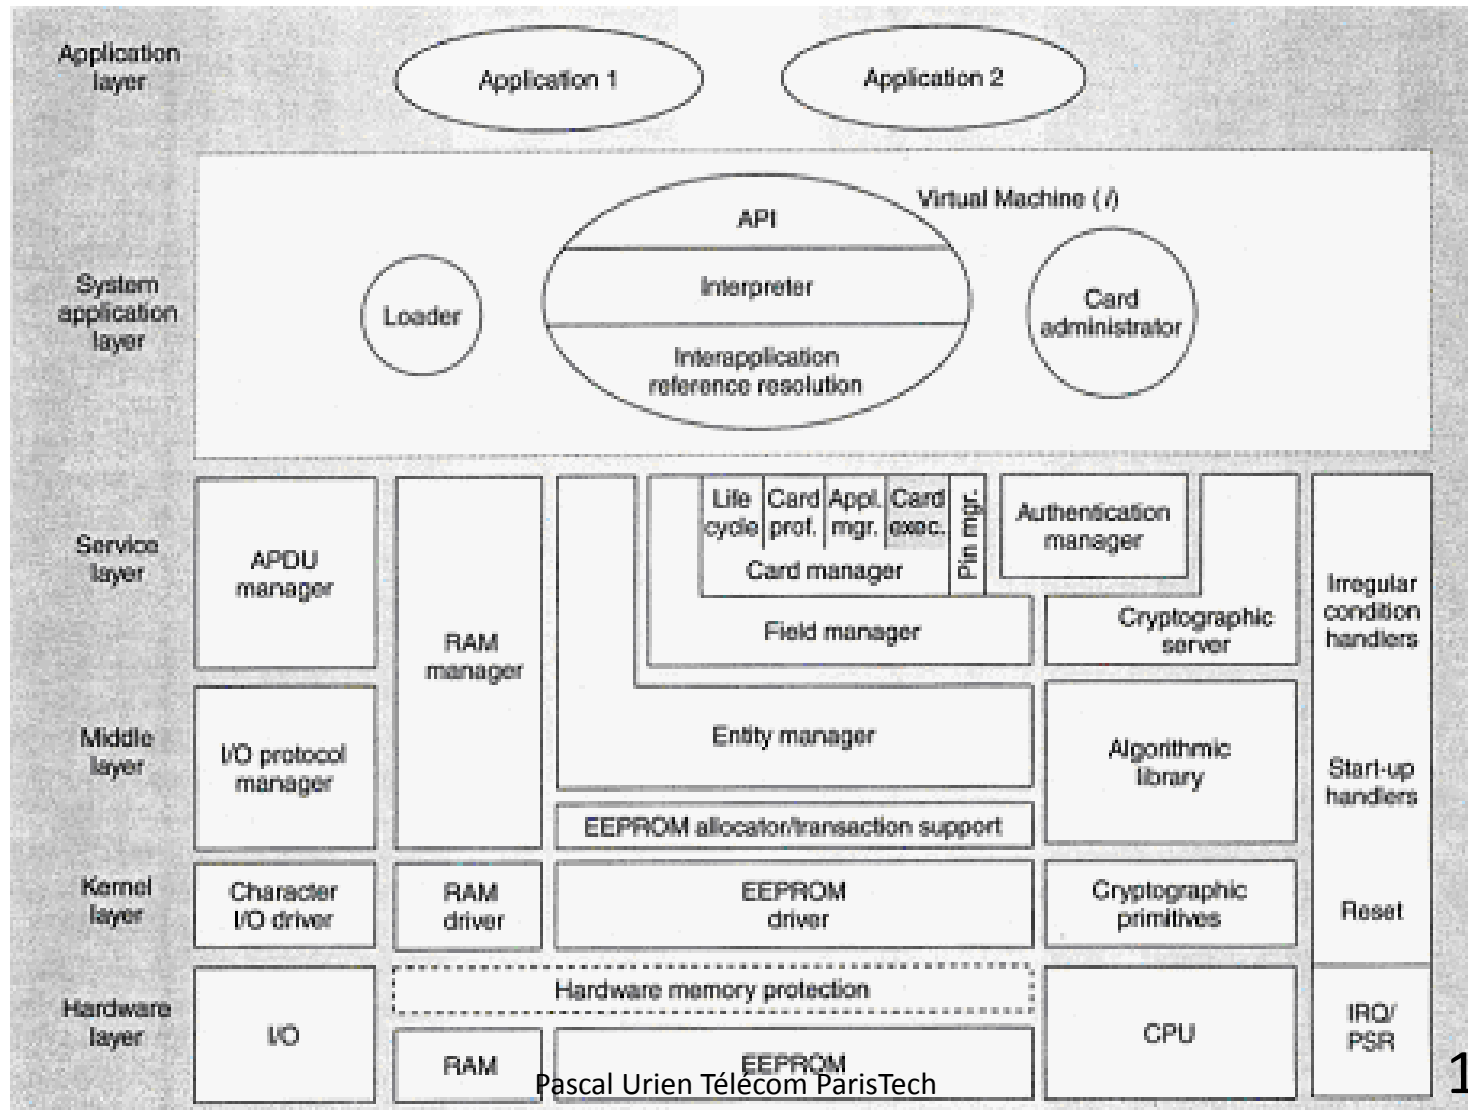 Application
layer
Application 1
Application 2
System
application
layer
Loader
API
Interpreter
Interapplication
reference resolution
Virtual Machine (i)
Card
administrator
Service
layer
APDU
manager
RAM
manager
Life
cycle
Card
prof.
Appl.
mgr.
Card
exec.
Card manager
Pin mgr.
Field manager
Authentication
manager
Cryptographic
server
Irregular
condition
handlers
Middle
layer
I/O protocol
manager
Entity manager
EEPROM allocator/transaction support
Algorithmic
library
Start-up
handlers
Kernel
layer
Character
I/O driver
RAM
driver
EEPROM
driver
Cryptographic
primitives
Reset
Hardware
layer
I/O
Hardware memory protection
RAM
EEPROM
CPU
IRQ/
PSR
Pascal Urien Télécom ParisTech
1